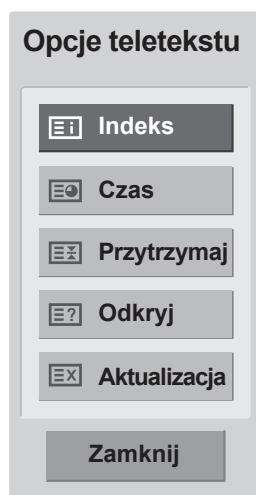 Opcje teletekstu
Indeks
Czas
Przytrzymaj
Odkryj
Aktualizacja
Zamknij